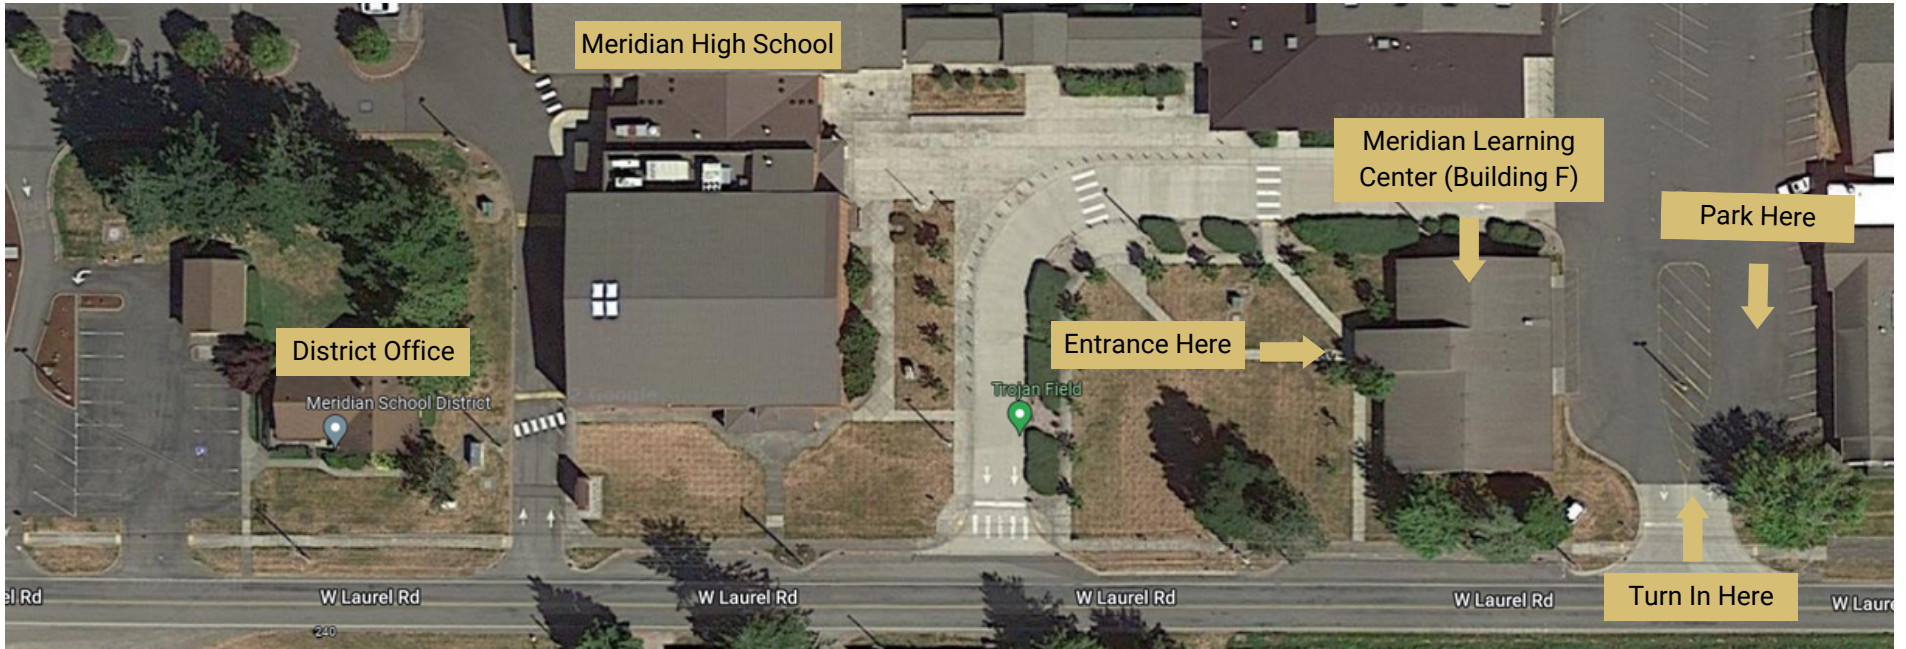 Meridian High School
Meridian Learning
Center (Building F)
Park Here
Entrance Here
District Office
Meridian School District
Trojan Field
W Laurel Rd
W Laurel Rd
W Laurel Rd
W Laurel Rd
Turn In Here
240